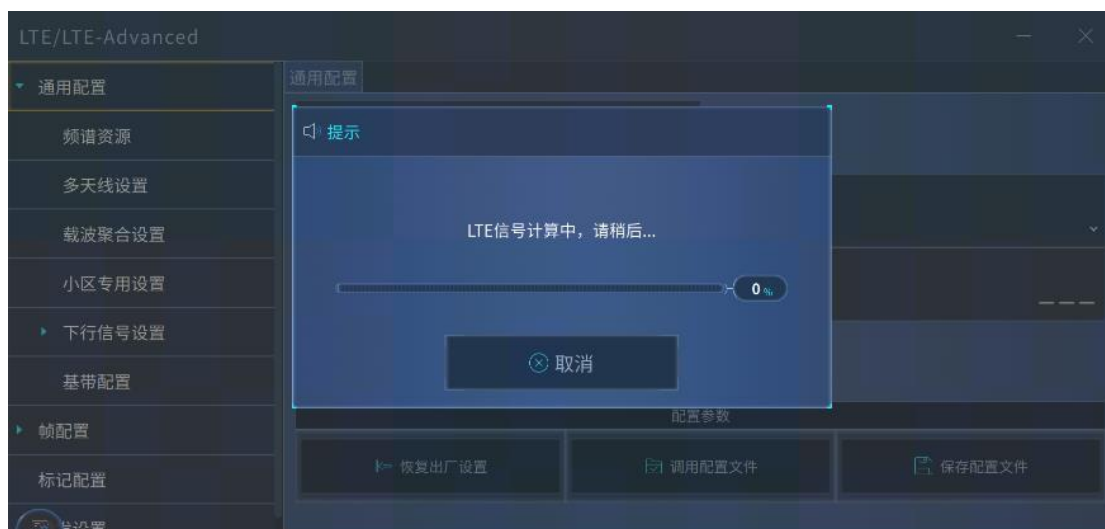 LTE/LTE-Advanced
通用配置
频谱资源
多天线设置
载波聚合设置
小区专用设置
下行信号设置
基带配置
帧配置
标记配置
通用配置
提示
LTE信号计算中，请稍后...
0 %
取消
配置参数
恢复出厂设置
调用配置文件
保存配置文件